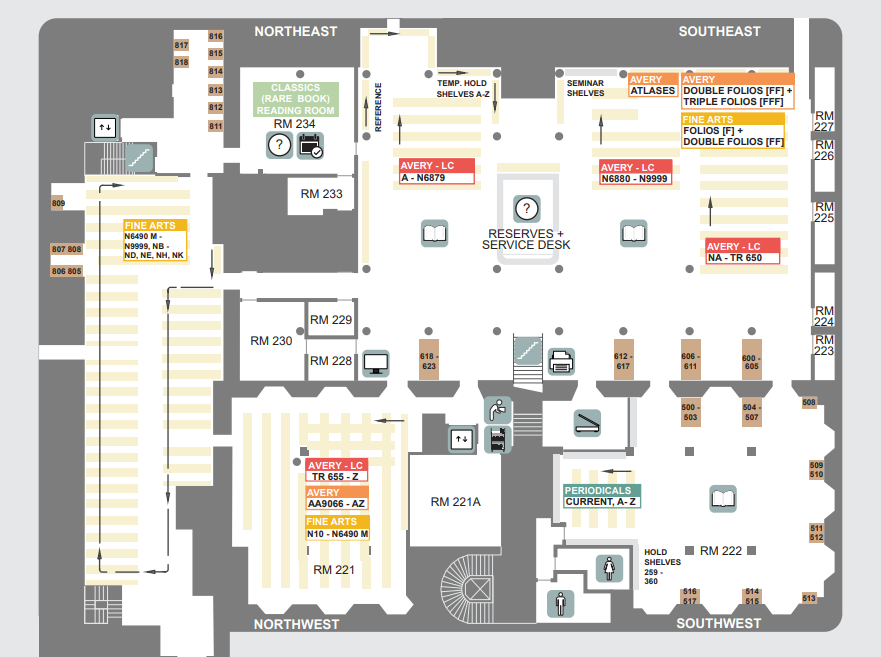 NORTHEAST
SOUTHEAST
816
817
815
818
814
813
812
811
CLASSICS
(RARE BOOK)
READING ROOM
RM 234
?
REFERENCE
TEMP. HOLD
SHELVES A-Z
SEMINAR
SHELVES
AVERY
ATLASES
AVERY
DOUBLE FOLIOS [FF] +
TRIPLE FOLIOS [FFF]
FINE ARTS
FOLIOS [F] +
DOUBLE FOLIOS [FF]
RM
227
RM
226
AVERY - LC
A - N6879
AVERY - LC
N6880 - N9999
RM 233
809
RM
225
?
RESERVES +
SERVICE DESK
FINE ARTS
N6490 M -
N9999, NB -
ND, NE, NH, NK
807 808
806 805
AVERY - LC
NA - TR 650
RM
224
RM 229
RM 230
RM 228
RM
223
618 -
623
612 -
617
606 -
611
600 -
605
500 -
503
504 -
507
508
AVERY - LC
TR 655 - Z
AVERY
AA9066 - AZ
FINE ARTS
N10 - N6490 M
RM 221
RM 221A
PERIODICALS
CURRENT, A- Z
509
510
511
512
RM 222
HOLD
SHELVES
259 -
360
516
517
514
515
513
NORTHWEST
SOUTHWEST